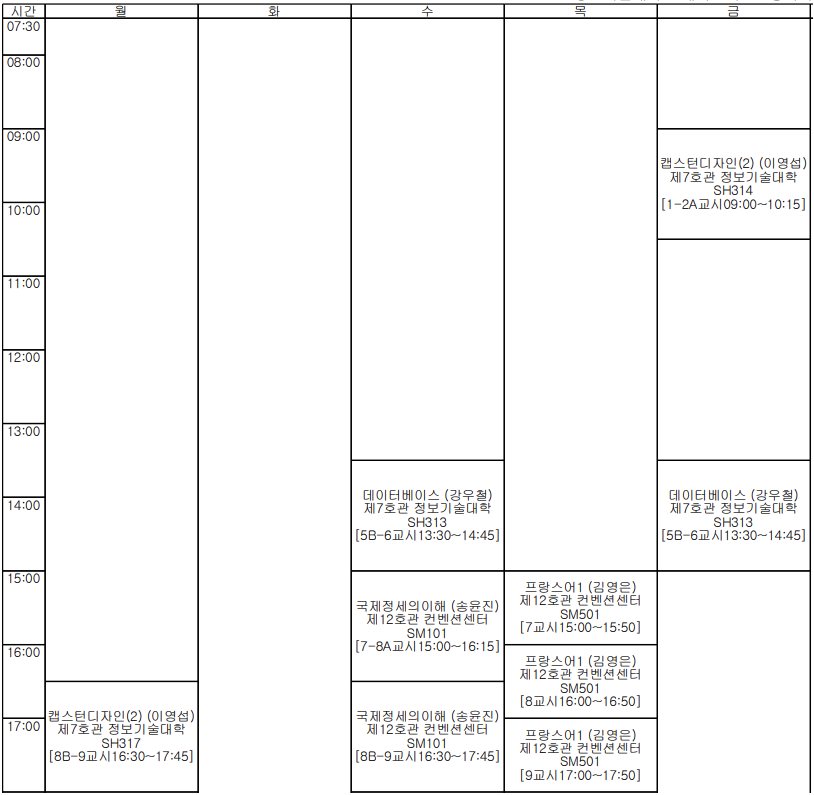 시간 월 화 수 목 금
07:30
08:00
09:00
캡스턴디자인(2) (이영섭)
제7호관 정보기술대학
SH314
[1-2A교시09:00~10:15]
10:00
11:00
12:00
13:00
데이터베이스 (강우철)
제7호관 정보기술대학
SH313
[5B-6교시13:30~14:45]
데이터베이스 (강우철)
제7호관 정보기술대학
SH313
[5B-6교시13:30~14:45]
14:00
15:00
국제정세의이해 (송윤진)
제12호관 컨벤션센터
SM101
[7-8A교시15:00~16:15]
프랑스어1 (김영은)
제12호관 컨벤션센터
SM501
[7교시15:00~15:50]
16:00
프랑스어1 (김영은)
제12호관 컨벤션센터
SM501
[8교시16:00~16:50]
캡스턴디자인(2) (이영섭)
제7호관 정보기술대학
SH317
[8B-9교시16:30~17:45]
국제정세의이해 (송윤진)
제12호관 컨벤션센터
SM101
[8B-9교시16:30~17:45]
17:00
프랑스어1 (김영은)
제12호관 컨벤션센터
SM501
[9교시17:00~17:50]